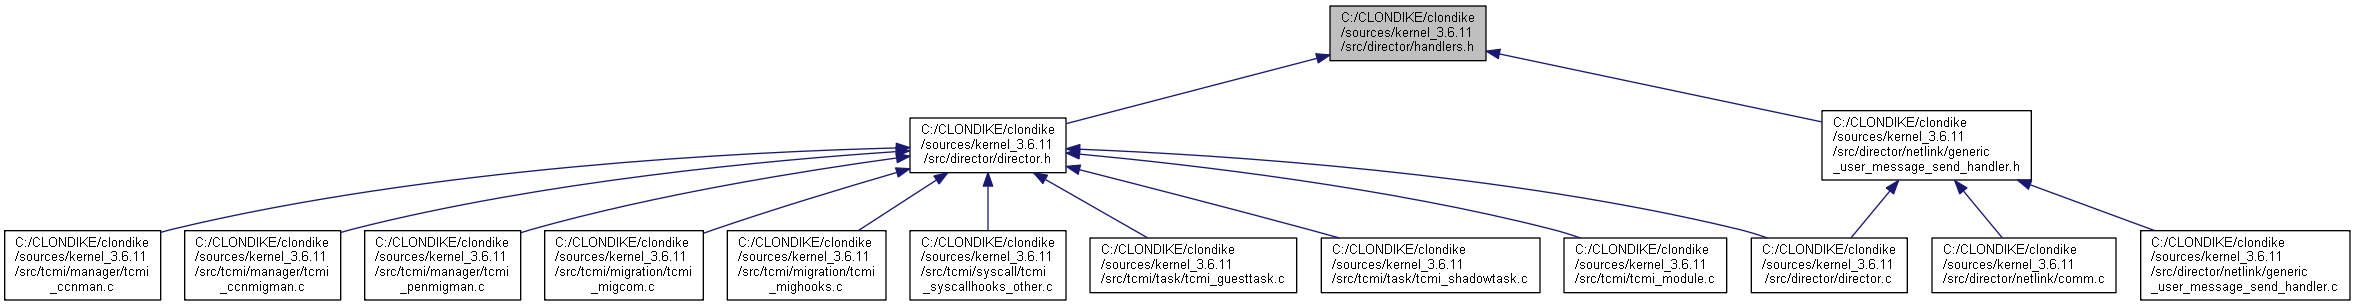 C:/CLONDIKE/clondike
/sources/kernel_3.6.11
/src/director/handlers.h
C:/CLONDIKE/clondike
/sources/kernel_3.6.11
/src/director/director.h
C:/CLONDIKE/clondike
/sources/kernel_3.6.11
/src/director/netlink/generic
_user_message_send_handler.h
C:/CLONDIKE/clondike
/sources/kernel_3.6.11
/src/tcmi/manager/tcmi
_ccnman.c
C:/CLONDIKE/clondike
/sources/kernel_3.6.11
/src/tcmi/manager/tcmi
_ccnmigman.c
C:/CLONDIKE/clondike
/sources/kernel_3.6.11
/src/tcmi/manager/tcmi
_penmigman.c
C:/CLONDIKE/clondike
/sources/kernel_3.6.11
/src/tcmi/migration/tcmi
_migcom.c
C:/CLONDIKE/clondike
/sources/kernel_3.6.11
/src/tcmi/migration/tcmi
_mighooks.c
C:/CLONDIKE/clondike
/sources/kernel_3.6.11
/src/tcmi/syscall/tcmi
_syscallhooks_other.c
C:/CLONDIKE/clondike
/sources/kernel_3.6.11
/src/tcmi/task/tcmi_guesttask.c
C:/CLONDIKE/clondike
/sources/kernel_3.6.11
/src/tcmi/task/tcmi_shadowtask.c
C:/CLONDIKE/clondike
/sources/kernel_3.6.11
/src/tcmi/tcmi_module.c
C:/CLONDIKE/clondike
/sources/kernel_3.6.11
/src/director/director.c
C:/CLONDIKE/clondike
/sources/kernel_3.6.11
/src/director/netlink/comm.c
C:/CLONDIKE/clondike
/sources/kernel_3.6.11
/src/director/netlink/generic
_user_message_send_handler.c